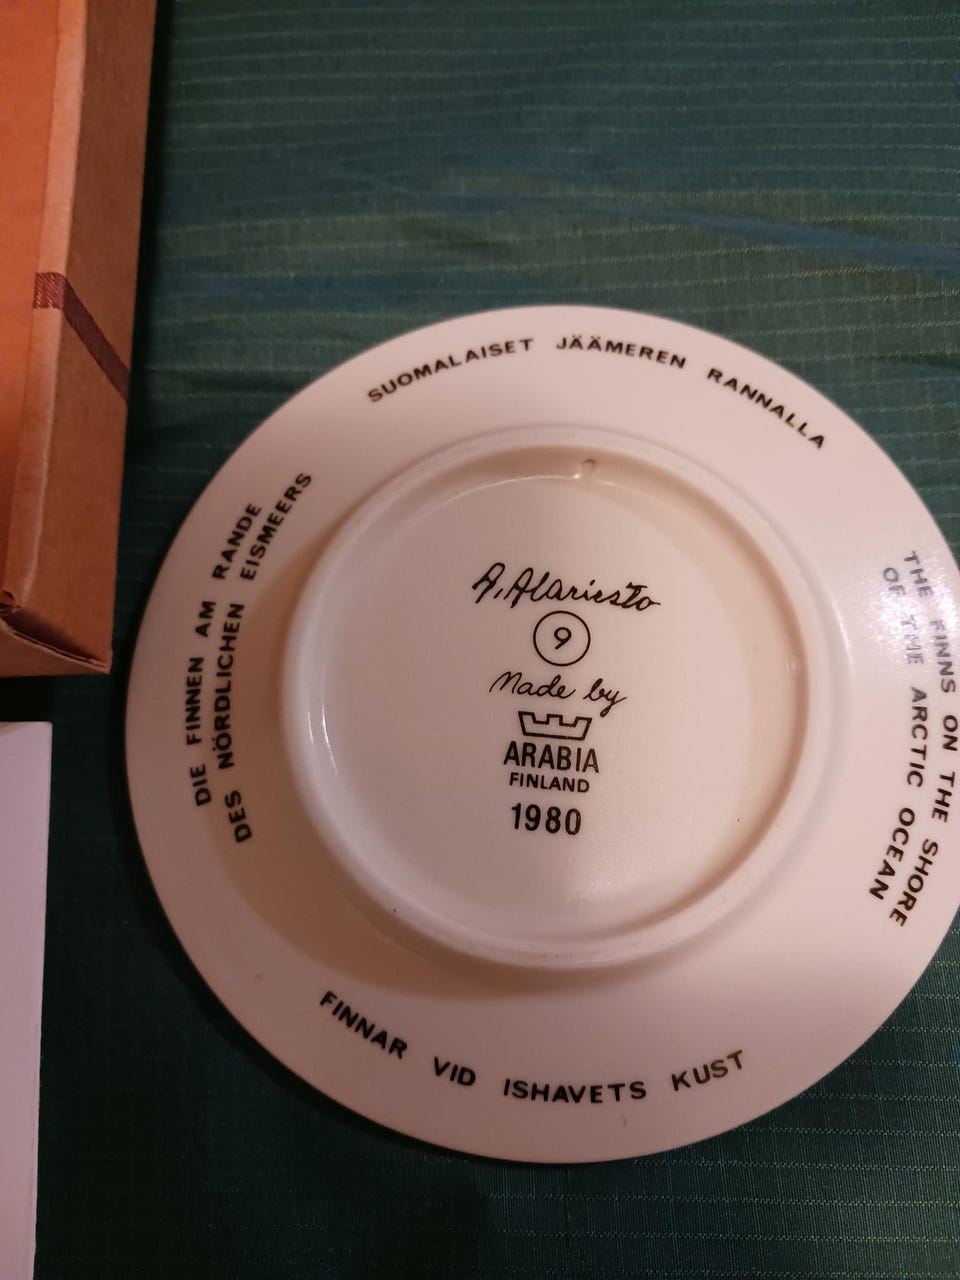 SUOMALAISET JÄÄMEREN RANNALLA
THE FINNS ON THE SHORE
OF THE ARCTIC OCEAN
FINNAR VID ISHAVETS KUST
DIE FINNEN AM RANDE
DES NÖRDLICHEN EISMEERS
A. Alariesto
9
Made by
ARABIA
FINLAND
1980